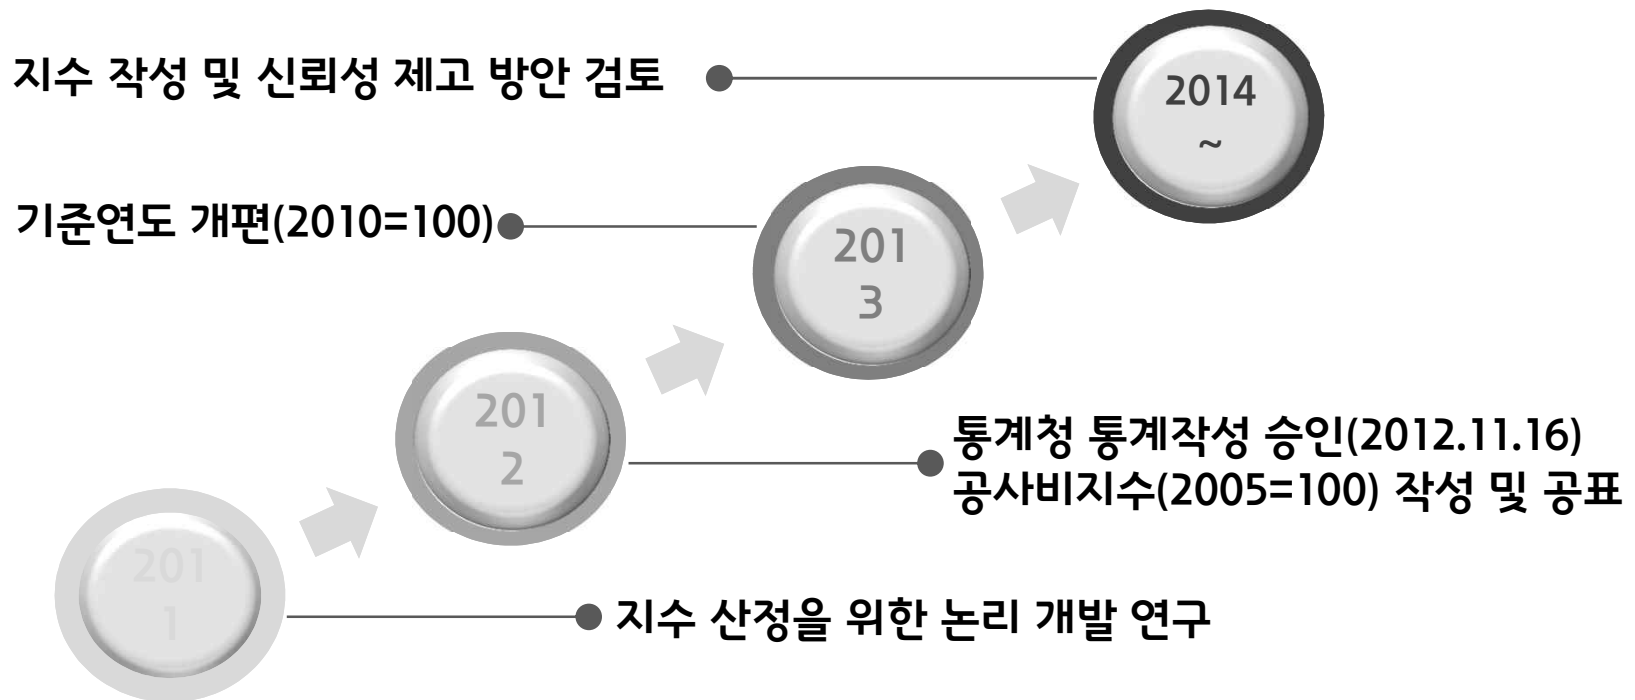 지수 작성 및 신뢰성 제고 방안 검토
2014
~
기준연도 개편(2010=100)
201
3
201
2
통계청 통계작성 승인(2012.11.16)
공사비지수(2005=100) 작성 및 공표
201
1
지수 산정을 위한 논리 개발 연구